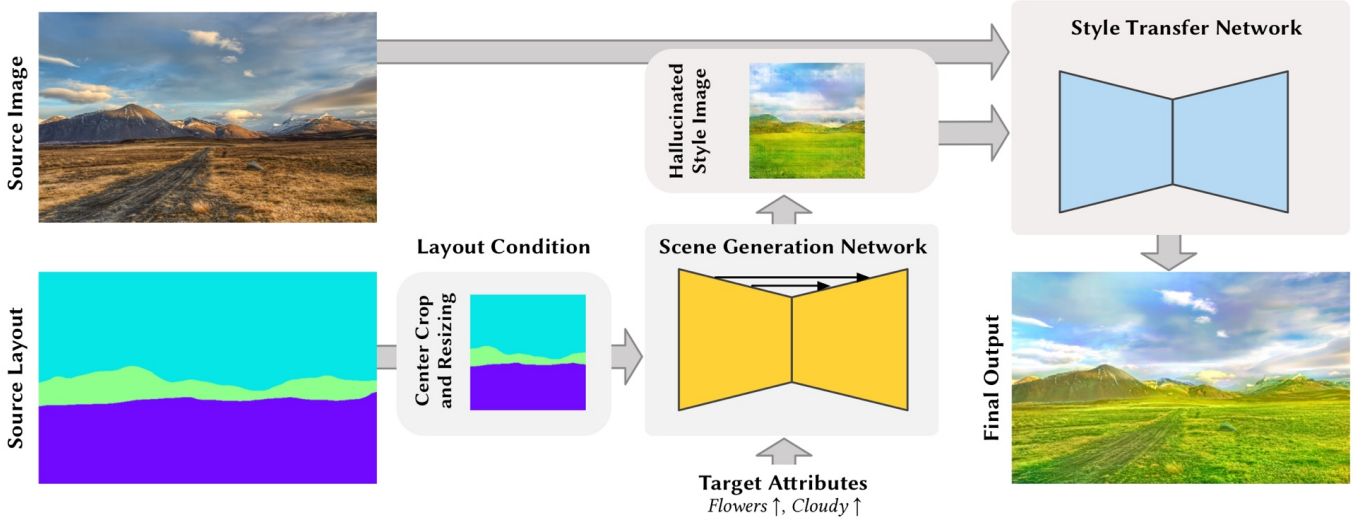 Source Image
Hallucinated
Style Image
Style Transfer Network
Source Layout
Layout Condition
Center Crop
and Resizing
Scene Generation Network
Target Attributes
Flowers ↑, Cloudy ↑
Final Output